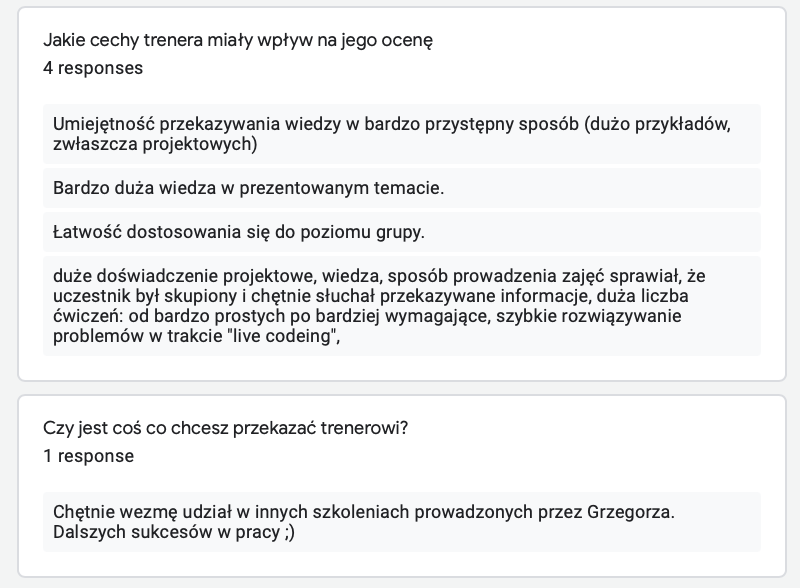 Jakie cechy trenera miały wpływ na jego ocenę
4 responses
Umiejętność przekazywania wiedzy w bardzo przystępny sposób (dużo przykładów,
zwłaszcza projektowych)
Bardzo duża wiedza w prezentowanym temacie.
Łatwość dostosowania się do poziomu grupy.
duże doświadczenie projektowe, wiedza, sposób prowadzenia zajęć sprawiał, że
uczestnik był skupiony i chętnie słuchał przekazywane informacje, duża liczba
ćwiczeń: od bardzo prostych po bardziej wymagające, szybkie rozwiązywanie
problemów w trakcie "live codeing",
Czy jest coś co chcesz przekazać trenerowi?
1 response
Chętnie wezmę udział w innych szkoleniach prowadzonych przez Grzegorza.
Dalszych sukcesów w pracy ;)